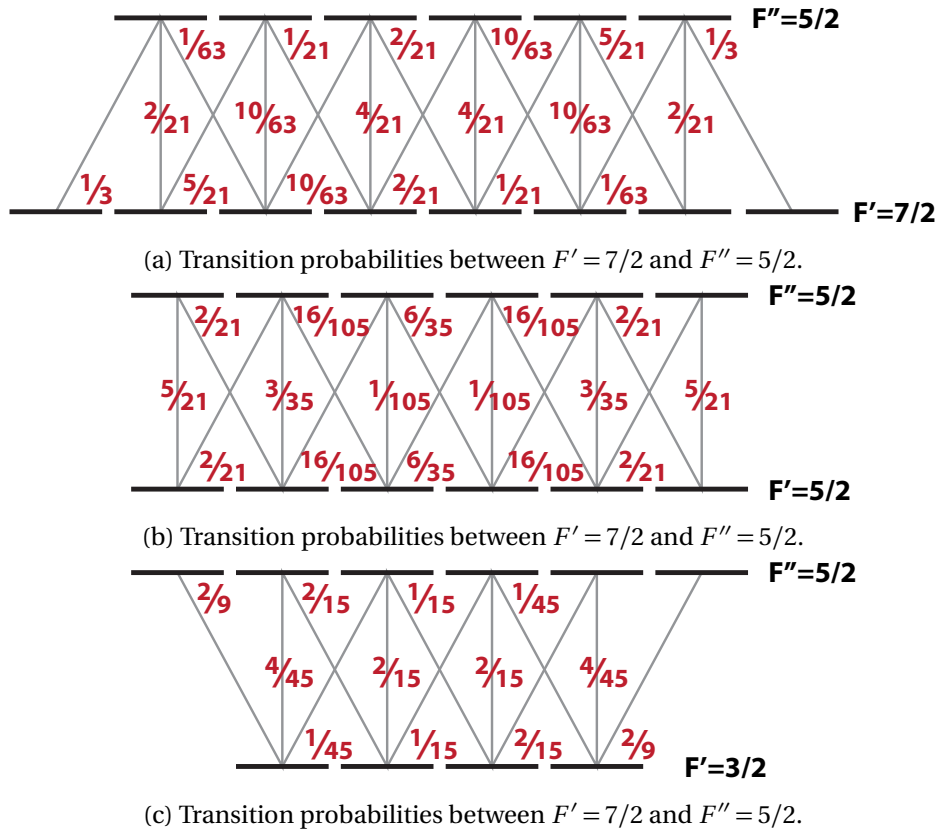 F″=5/2
1/63 1/21 2/21 10/63 5/21 1/3
2/21 10/63 4/21 4/21 10/63 2/21
1/3 5/21 10/63 2/21 1/21 1/63
F′=7/2
(a) Transition probabilities between F′ = 7/2 and F″ = 5/2.
F″=5/2
2/21 16/105 6/35 16/105 2/21
5/21 3/35 1/105 1/105 3/35 5/21
2/21 16/105 6/35 16/105 2/21
F′=5/2
(b) Transition probabilities between F′ = 7/2 and F″ = 5/2.
F″=5/2
2/9 2/15 1/15 1/45
4/45 2/15 2/15 4/45
1/45 1/15 2/15 2/9
F′=3/2
(c) Transition probabilities between F′ = 7/2 and F″ = 5/2.